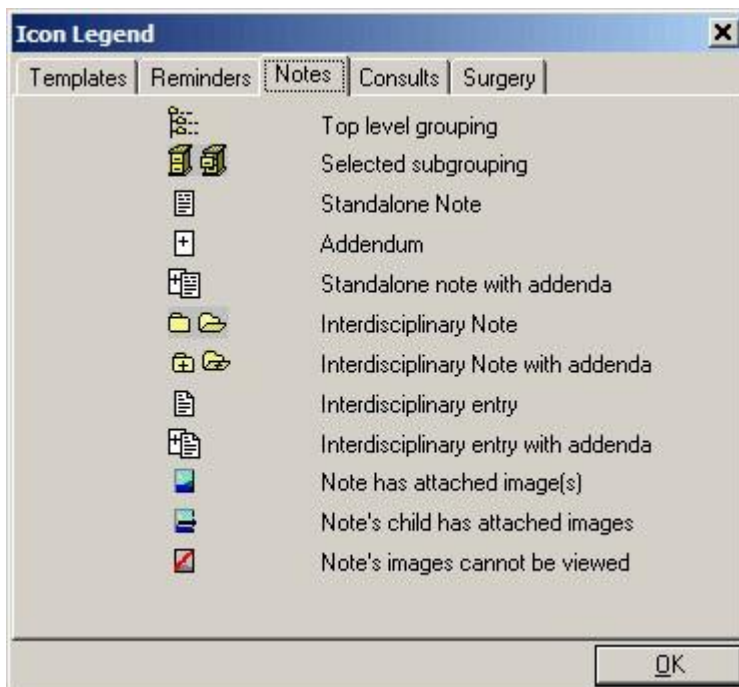 Icon Legend
Templates Reminders Notes Consults Surgery
Top level grouping
Selected subgrouping
Standalone Note
Addendum
Standalone note with addenda
Interdisciplinary Note
Interdisciplinary Note with addenda
Interdisciplinary entry
Interdisciplinary entry with addenda
Note has attached image(s)
Note's child has attached images
Note's images cannot be viewed
OK